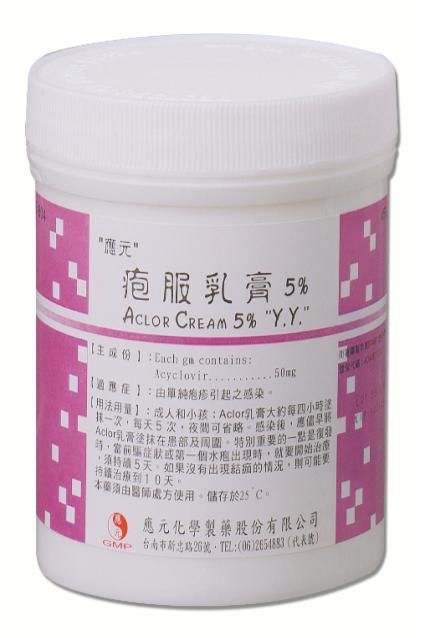 "應元"
疱服乳膏 5%
ACLOR CREAM 5% "Y.Y."
【主成份】:Each gm contains:
Acyclovir...........50mg
【適應症】:由單純疱疹引起之感染。
【用法用量】:成人和小孩:Aclor乳膏大約每四小時塗
抹一次,每天5次,夜間可省略。感染後,應儘早將
Aclor乳膏塗抹在患部及周圍。特別重要的一點是復發
時,當前驅症狀或第一個水疱出現時,就要開始治療
,須持續5天。如果沒有出現結痂的情況,則可能要
持續治療到10天。
本藥須由醫師處方使用。儲存於25℃。
應元
GMP
應元化學製藥股份有限公司
台南市新忠路26號·TEL:(06)2654883(代表號)